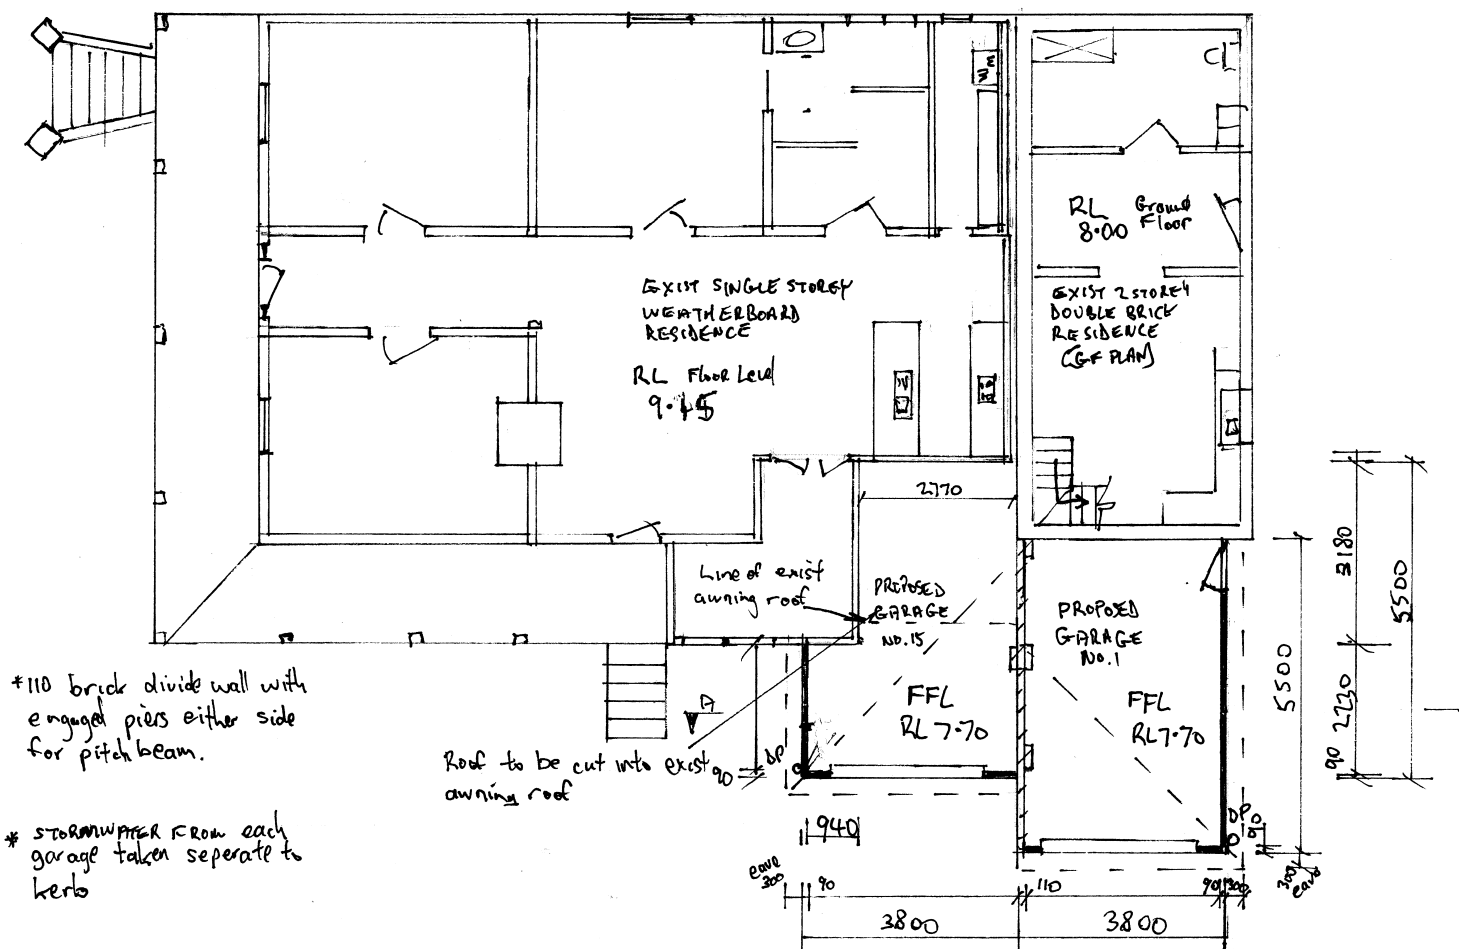 RL Ground
Floor
8.00
EXIST SINGLE STOREY
WEATHERBOARD
RESIDENCE
RL Floor Level
9.45
EXIST 2 STOREY
DOUBLE BRICK
RESIDENCE
(GF PLAN)
2770
3180
5500
Line of exist
awning roof
PROPOSED
GARAGE
NO.15
PROPOSED
GARAGE
No.1
FFL
RL 7.70
FFL
RL 7.70
5500
2220
90
*110 brick divide wall with
engaged piers either side
for pitch beam.
A
Roof to be cut into exist
awning roof
90
DP
* STORMWATER FROM each
garage taken seperate to
kerb
940
DP
90
eave
300
90
110
90
300
300
eave
3800
3800